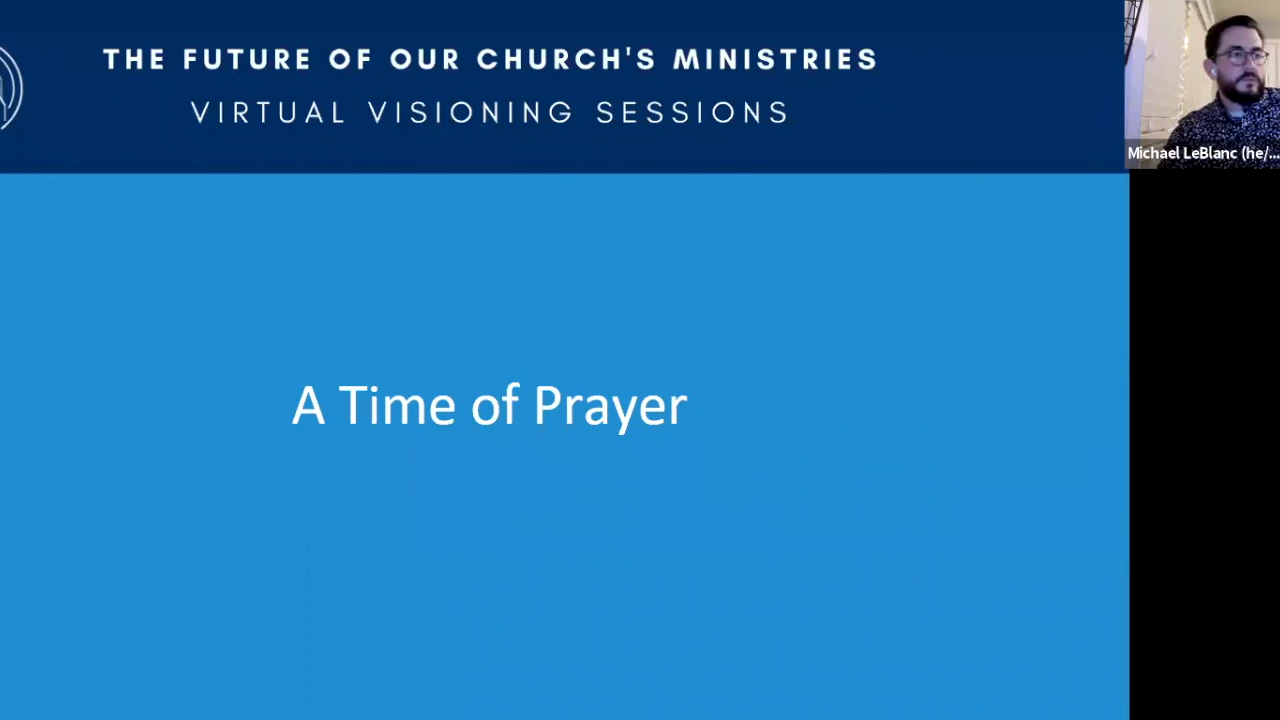 THE FUTURE OF OUR CHURCH'S MINISTRIES
VIRTUAL VISIONING SESSIONS
Michael LeBlanc (he/...
A Time of Prayer